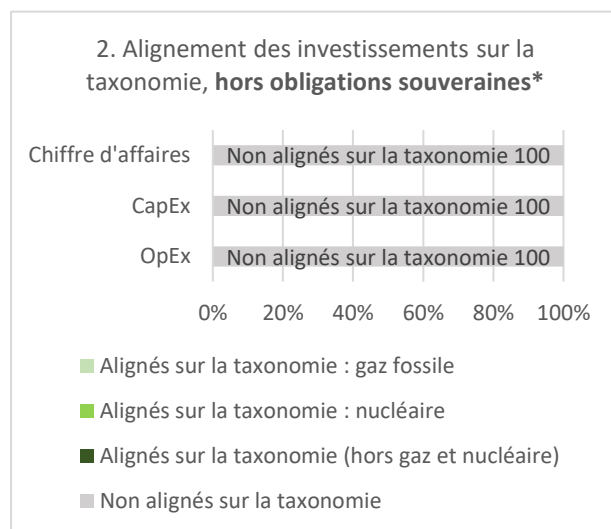 2. Alignement des investissements sur la
taxonomie, hors obligations souveraines*
Chiffre d'affaires
Non alignés sur la taxonomie 100
CapEx
Non alignés sur la taxonomie 100
OpEx
Non alignés sur la taxonomie 100
0% 20% 40% 60% 80% 100%
Alignés sur la taxonomie : gaz fossile
Alignés sur la taxonomie : nucléaire
Alignés sur la taxonomie (hors gaz et nucléaire)
Non alignés sur la taxonomie